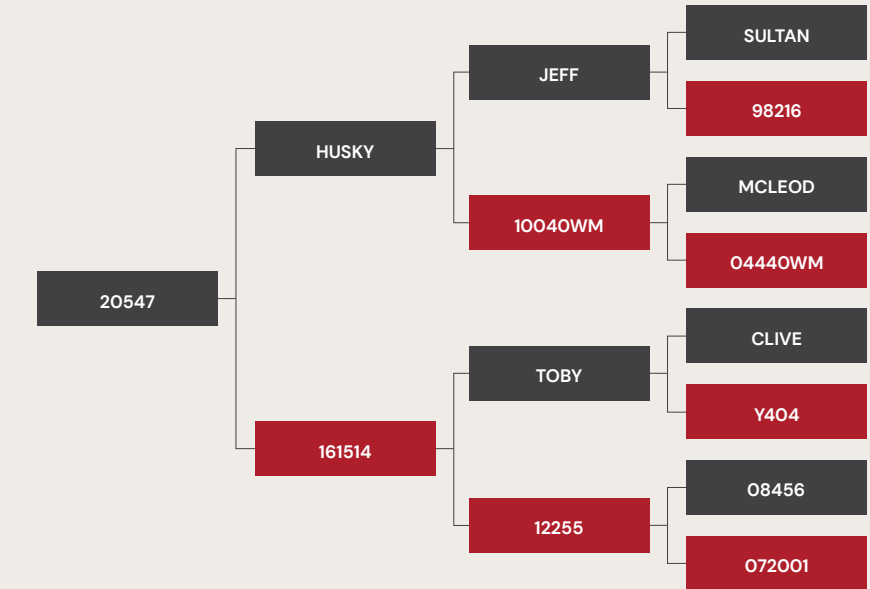 SULTAN
JEFF
98216
HUSKY
MCLEOD
10040WM
04440WM
20547
CLIVE
TOBY
Y404
161514
08456
12255
072001